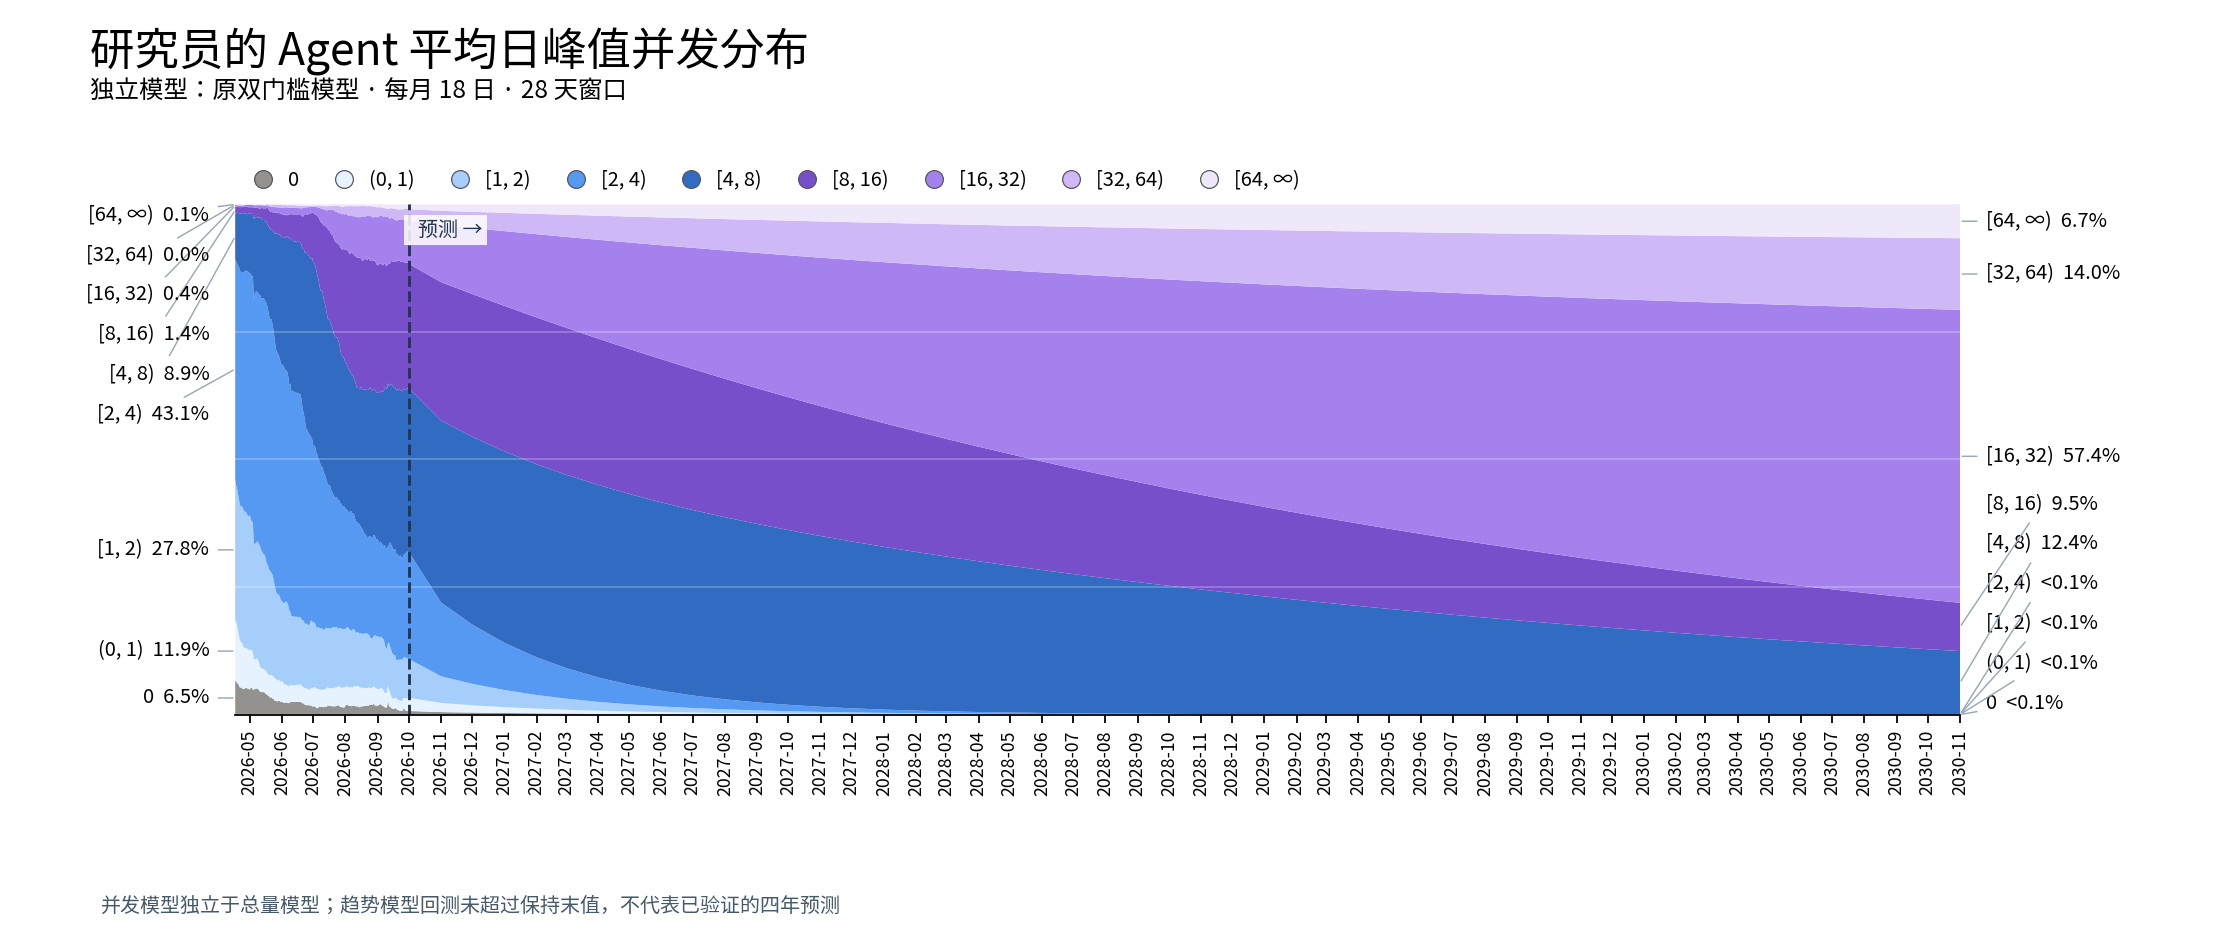 研究员的 Agent 平均日峰值并发分布
独立模型：原双门槛模型 · 每月 18 日 · 28 天窗口
0 (0, 1) [1, 2) [2, 4) [4, 8) [8, 16) [16, 32) [32, 64) [64, ∞)
[64, ∞) 0.1%
[32, 64) 0.0%
[16, 32) 0.4%
[8, 16) 1.4%
[4, 8) 8.9%
[2, 4) 43.1%
[1, 2) 27.8%
(0, 1) 11.9%
0 6.5%
预测 →
[64, ∞) 6.7%
[32, 64) 14.0%
[16, 32) 57.4%
[8, 16) 9.5%
[4, 8) 12.4%
[2, 4) <0.1%
[1, 2) <0.1%
(0, 1) <0.1%
0 <0.1%
2026-05
2026-06
2026-07
2026-08
2026-09
2026-10
2026-11
2026-12
2027-01
2027-02
2027-03
2027-04
2027-05
2027-06
2027-07
2027-08
2027-09
2027-10
2027-11
2027-12
2028-01
2028-02
2028-03
2028-04
2028-05
2028-06
2028-07
2028-08
2028-09
2028-10
2028-11
2028-12
2029-01
2029-02
2029-03
2029-04
2029-05
2029-06
2029-07
2029-08
2029-09
2029-10
2029-11
2029-12
2030-01
2030-02
2030-03
2030-04
2030-05
2030-06
2030-07
2030-08
2030-09
2030-10
2030-11
并发模型独立于总量模型；趋势模型回测未超过保持末值，不代表已验证的四年预测